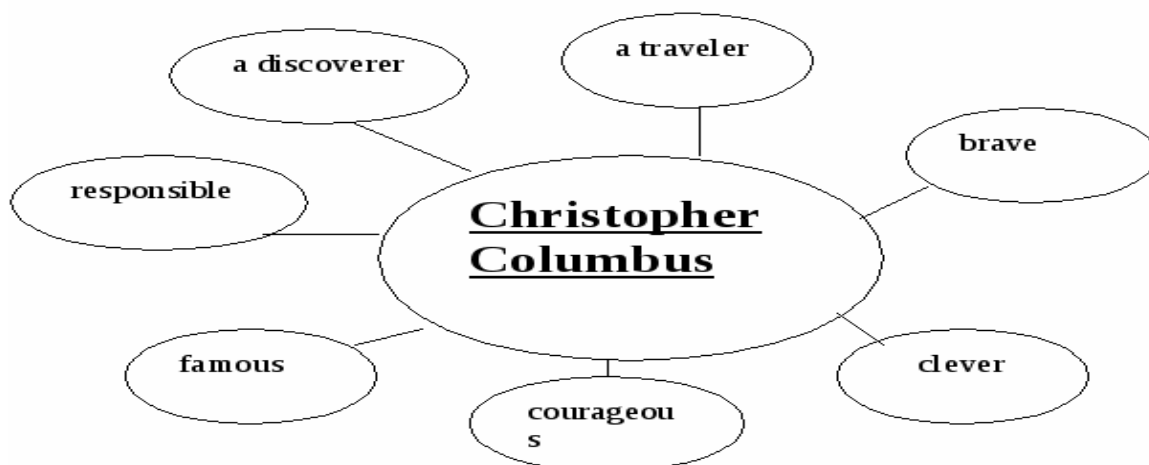 a discoverer
a traveler
brave
responsible
Christopher
Columbus
famous
clever
courageou
s